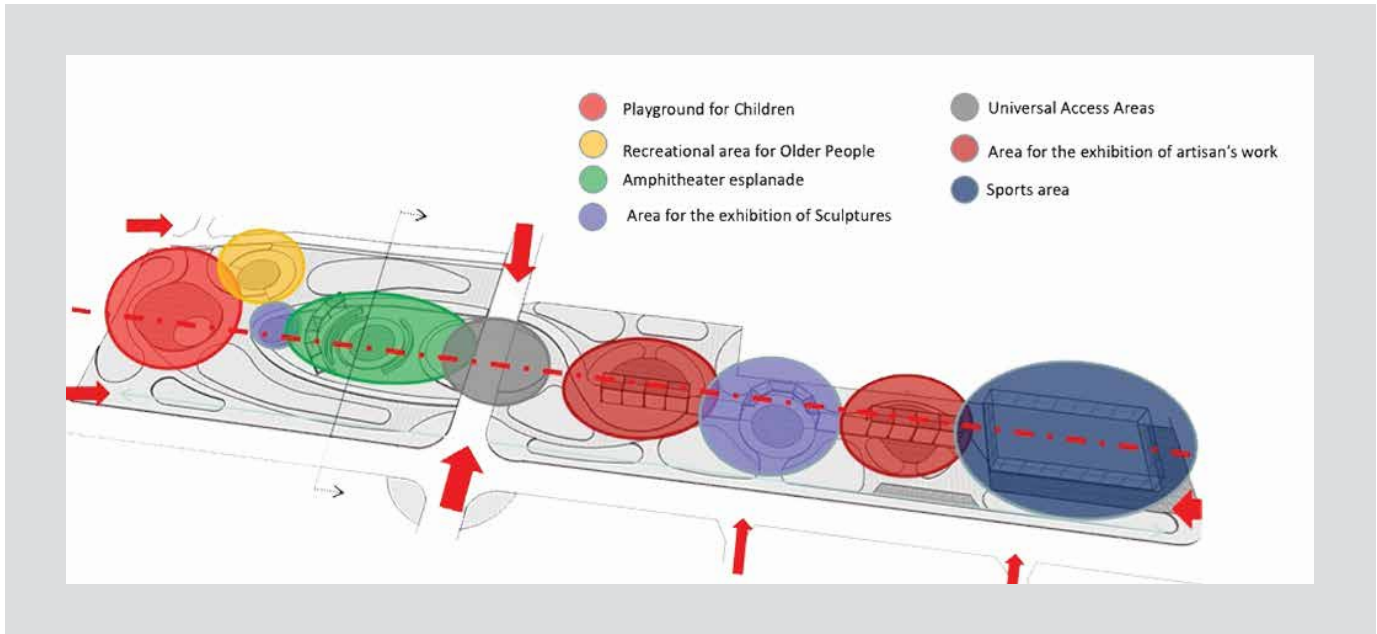 Playground for Children
Recreational area for Older People
Amphitheater esplanade
Area for the exhibition of Sculptures
Universal Access Areas
Area for the exhibition of artisan's work
Sports area